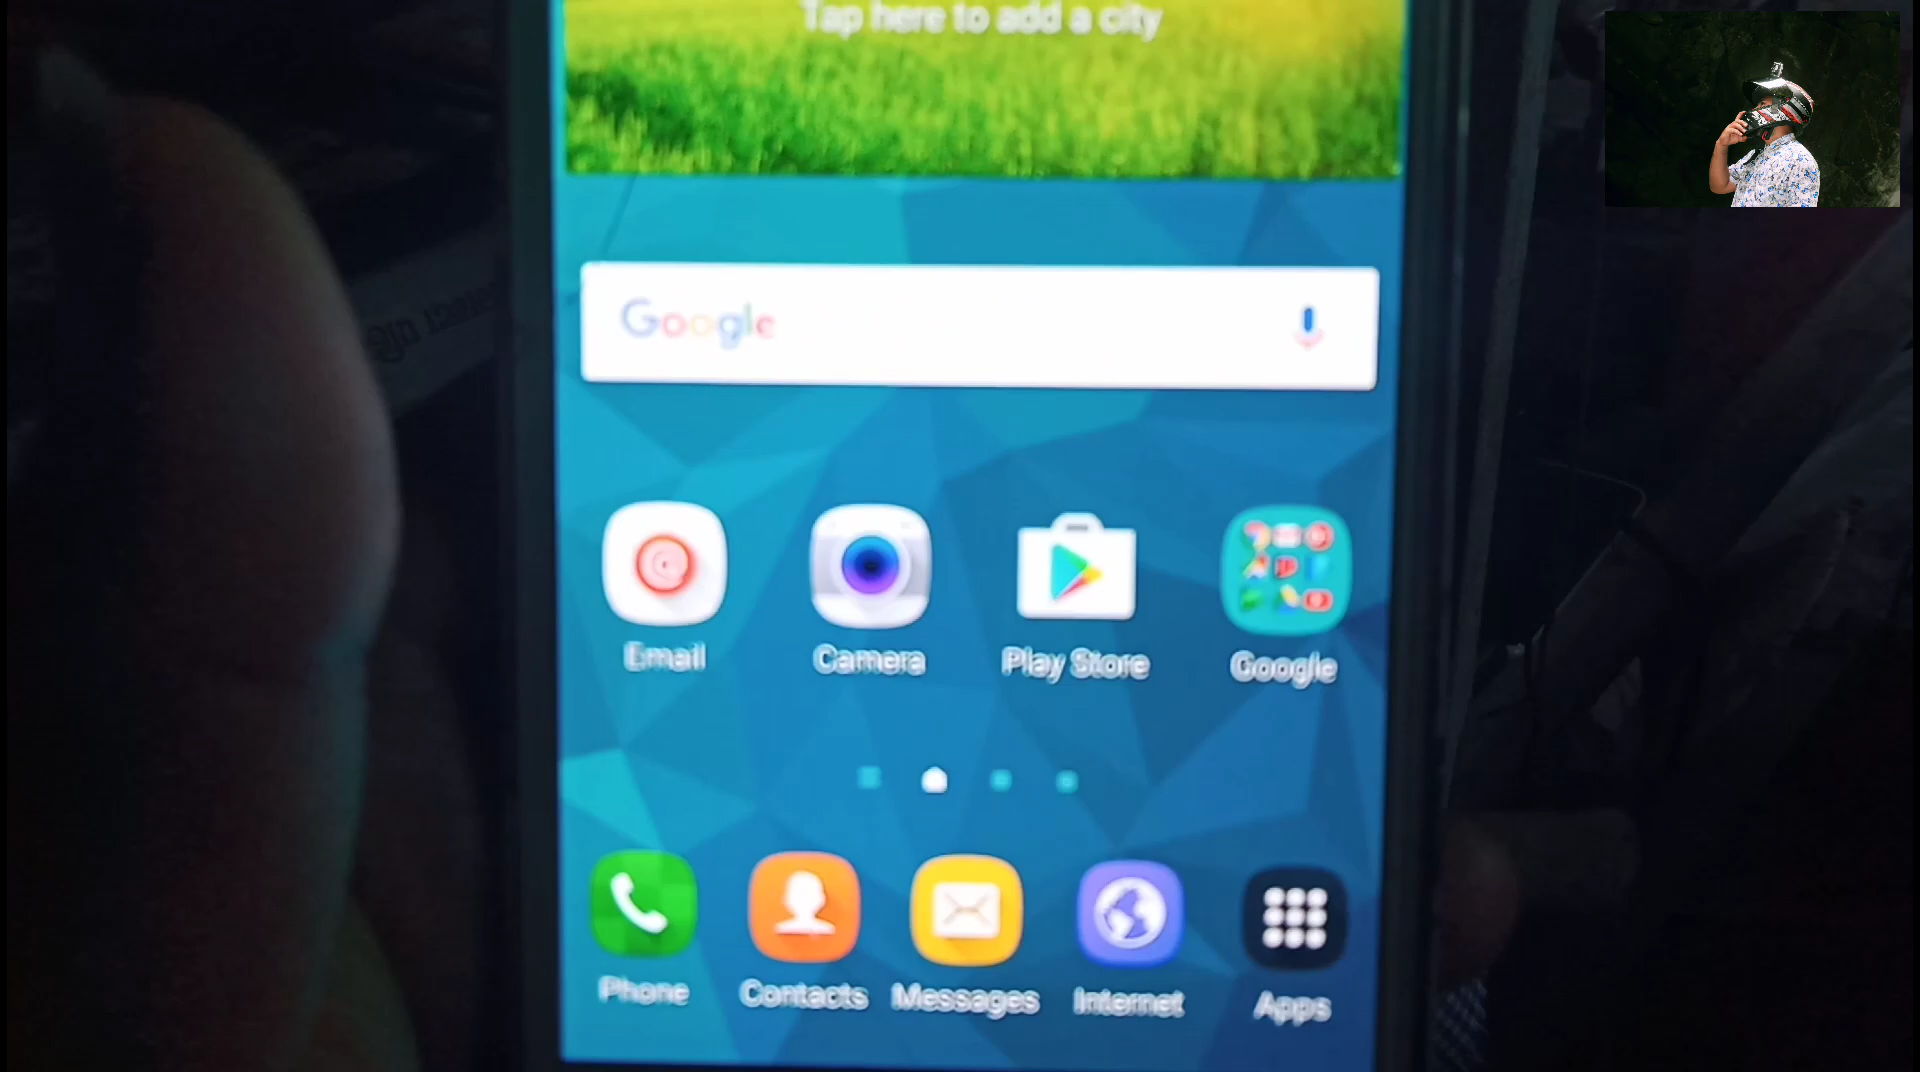 Tap here to add a city
Google
Email Camera Play Store Google
Phone Contacts Messages Internet Apps